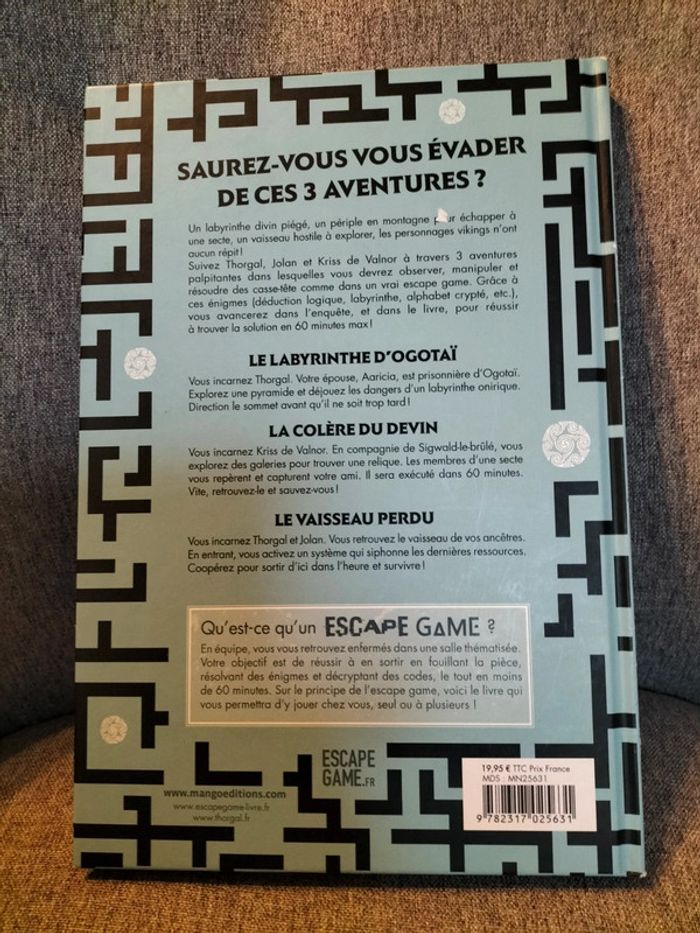 SAUREZ-VOUS VOUS ÉVADER
DE CES 3 AVENTURES ?
Un labyrinthe divin piégé, un périple en montagne échapper à
une secte, un vaisseau hostile à explorer, les personnages vikings n'ont
aucun répit !
Suivez Thorgal, Jolan et Kriss de Valnor à travers 3 aventures
palpitantes dans lesquelles vous devrez observer, manipuler et
résoudre des casse-tête comme dans un vrai escape game. Grâce à
ces énigmes (déduction logique, labyrinthe, alphabet crypté, etc.),
vous avancerez dans l'enquête, et dans le livre, pour réussir
à trouver la solution en 60 minutes max !
LE LABYRINTHE D'OGOTAÏ
Vous incarnez Thorgal. Votre épouse, Aaricia, est prisonnière d'Ogotaï.
Explorez une pyramide et déjouez les dangers d'un labyrinthe onirique.
Direction le sommet avant qu'il ne soit trop tard !
LA COLÈRE DU DEVIN
Vous incarnez Kriss de Valnor. En compagnie de Sigwald-le-brûlé, vous
explorez des galeries pour trouver une relique. Les membres d'une secte
vous repèrent et capturent votre ami. Il sera exécuté dans 60 minutes.
Vite, retrouvez-le et sauvez-vous !
LE VAISSEAU PERDU
Vous incarnez Thorgal et Jolan. Vous retrouvez le vaisseau de vos ancêtres.
En entrant, vous activez un système qui siphonne les dernières ressources.
Coopérez pour sortir d'ici dans l'heure et survivre !
Qu'est-ce qu'un ESCAPE GAME ?
En équipe, vous vous retrouvez enfermés dans une salle thématisée.
Votre objectif est de réussir à en sortir en fouillant la pièce,
résolvant des énigmes et décryptant des codes, le tout en moins
de 60 minutes. Sur le principe de l'escape game, voici le livre qui
vous permettra d'y jouer chez vous, seul ou à plusieurs !
ESCAPE
GAME.FR
www.mangoeditions.com
www.escapegame-livre.fr
www.thorgal.fr
19,95 € TTC Prix France
MDS : MN25631
9 782317 025631